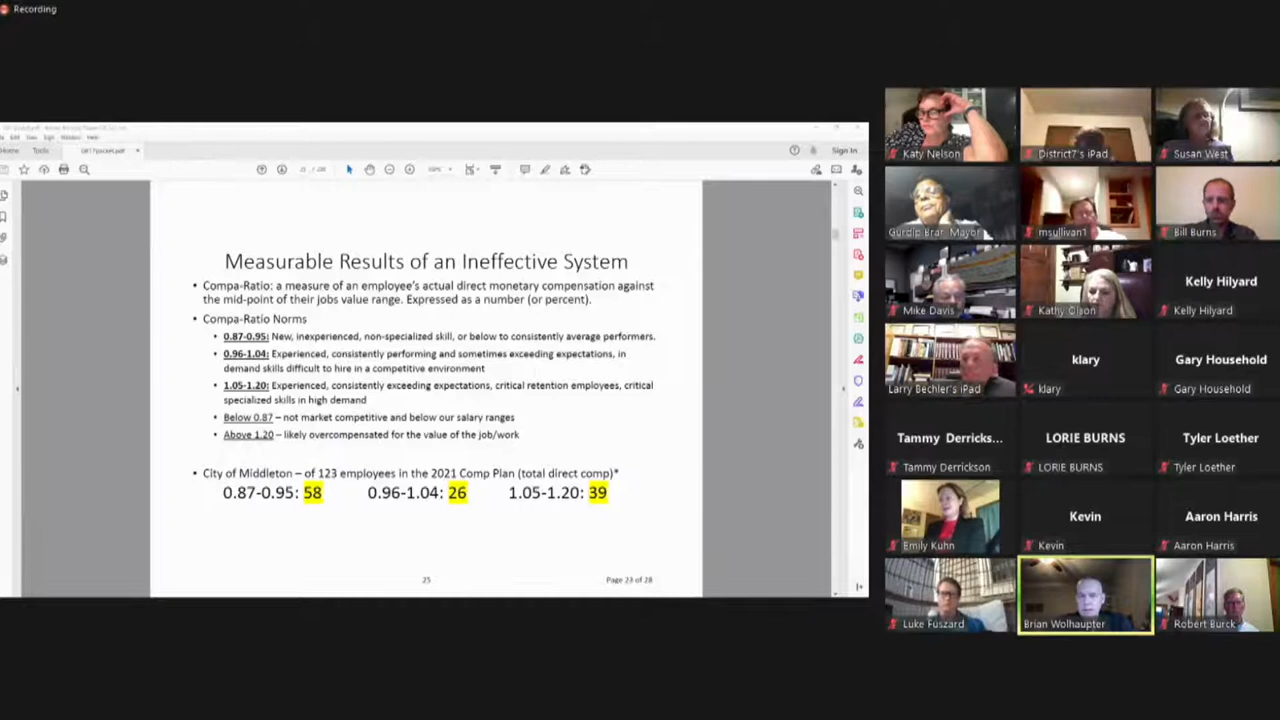 Recording
Home Tools
Sign In
Measurable Results of an Ineffective System
• Compa-Ratio: a measure of an employee's actual direct monetary compensation against
the mid-point of their jobs value range. Expressed as a number (or percent).
• Compa-Ratio Norms
• 0.87-0.95: New, inexperienced, non-specialized skill, or below to consistently average performers.
• 0.96-1.04: Experienced, consistently performing and sometimes exceeding expectations, in
demand skills difficult to hire in a competitive environment
• 1.05-1.20: Experienced, consistently exceeding expectations, critical retention employees, critical
specialized skills in high demand
• Below 0.87 – not market competitive and below our salary ranges
• Above 1.20 – likely overcompensated for the value of the job/work
• City of Middleton – of 123 employees in the 2021 Comp Plan (total direct comp)*
0.87-0.95: 58 0.96-1.04: 26 1.05-1.20: 39
25 Page 23 of 28
Katy Nelson District7's iPad Susan West
Gurdip Brar, Mayor msullivan1 Bill Burns
Kelly Hilyard
Mike Davis Kathy Olson Kelly Hilyard
klary Gary Household
Larry Bechler's iPad klary Gary Household
Tammy Derricks... LORIE BURNS Tyler Loether
Tammy Derrickson LORIE BURNS Tyler Loether
Kevin Aaron Harris
Emily Kuhn Kevin Aaron Harris
Luke Fuszard Brian Wolhaupter Robert Burck